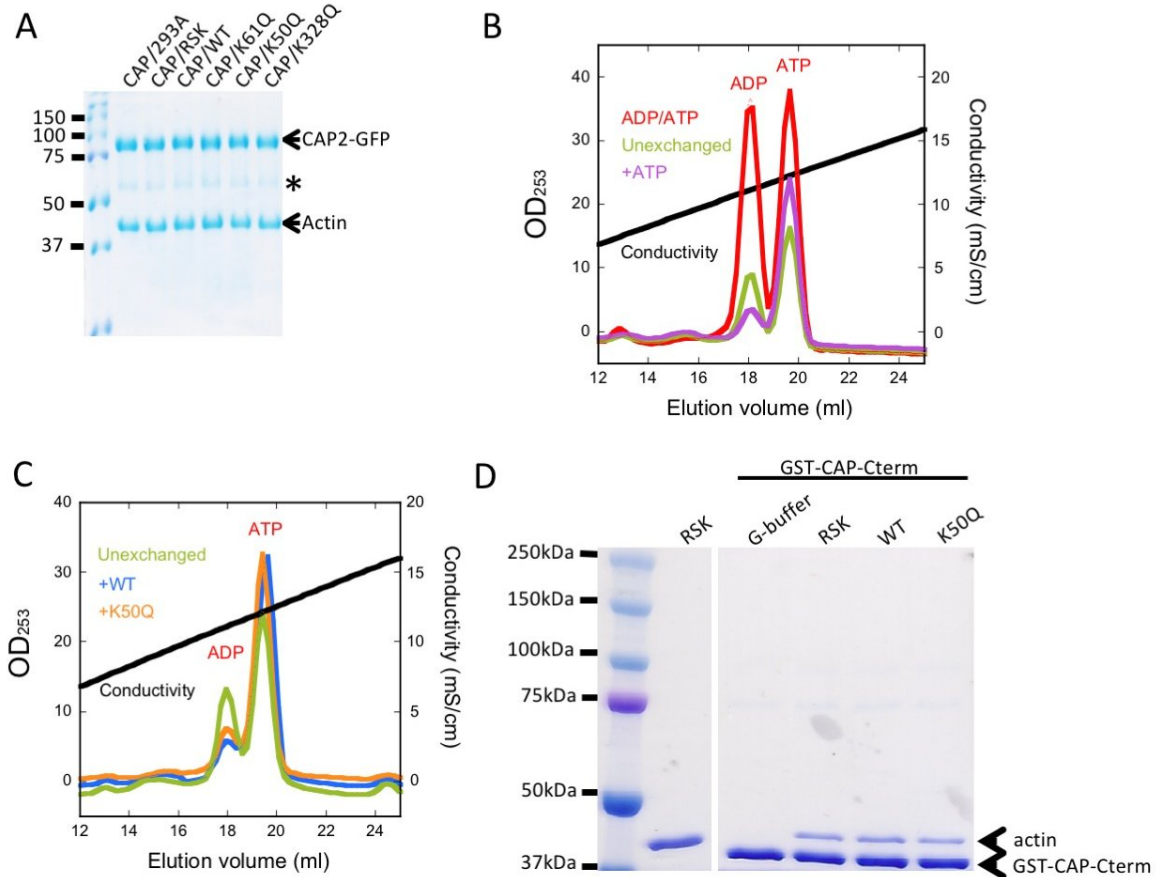 A
CAP/293A
CAP/RSK
CAP/WT
CAP/K61Q
CAP/K50Q
CAP/K328Q
150
100
75
50
37
CAP2-GFP
*
Actin
B
ADP
ATP
ADP/ATP
Unexchanged
+ATP
Conductivity
OD253
40
30
20
10
0
20
15
10
5
0
Conductivity (mS/cm)
12 14 16 18 20 22 24
Elution volume (ml)
C
ATP
Unexchanged
+WT
+K50Q
ADP
Conductivity
OD253
40
30
20
10
0
20
15
10
5
0
Conductivity (mS/cm)
12 14 16 18 20 22 24
Elution volume (ml)
D
GST-CAP-Cterm
RSK
G-buffer
RSK
WT
K50Q
250kDa
150kDa
100kDa
75kDa
50kDa
37kDa
actin
GST-CAP-Cterm